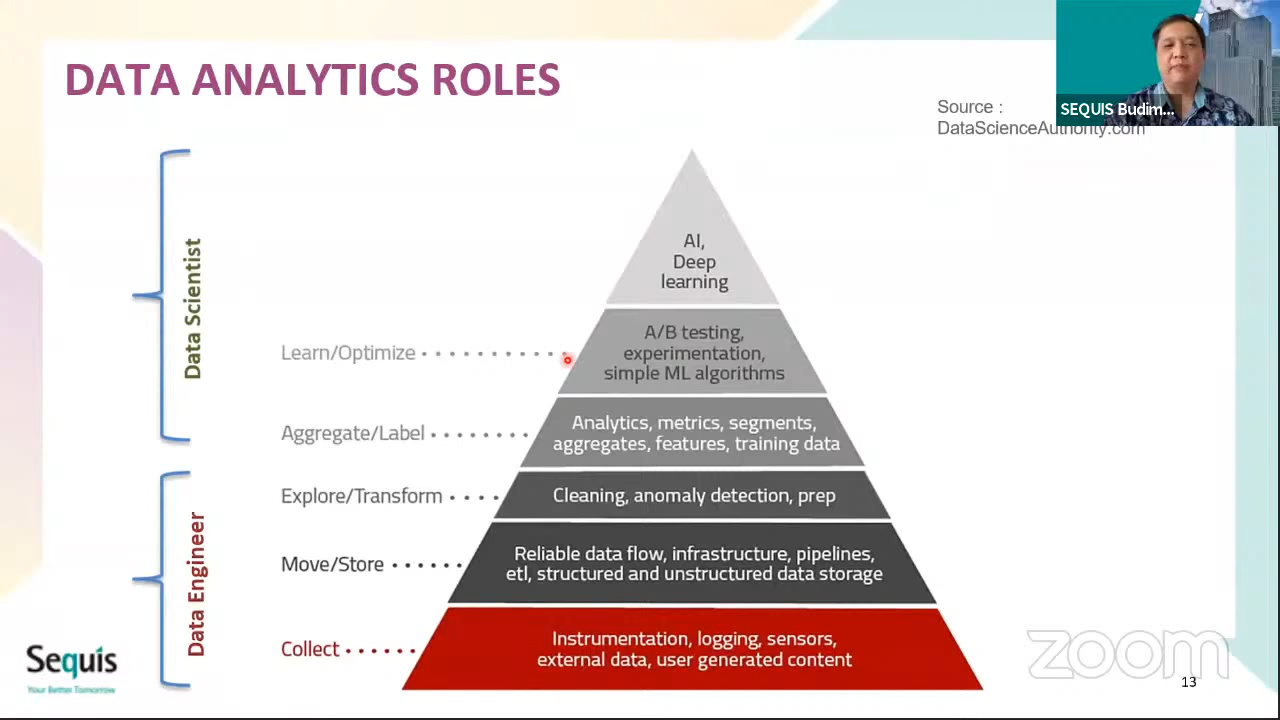 DATA ANALYTICS ROLES
Source :
DataScienceAuthority.com
SEQUIS Budim...
Data Scientist
AI,
Deep
learning
Learn/Optimize
A/B testing,
experimentation,
simple ML algorithms
Aggregate/Label
Analytics, metrics, segments,
aggregates, features, training data
Data Engineer
Explore/Transform
Cleaning, anomaly detection, prep
Move/Store
Reliable data flow, infrastructure, pipelines,
etl, structured and unstructured data storage
Collect
Instrumentation, logging, sensors,
external data, user generated content
Sequis
Your Better Tomorrow
zoom
13